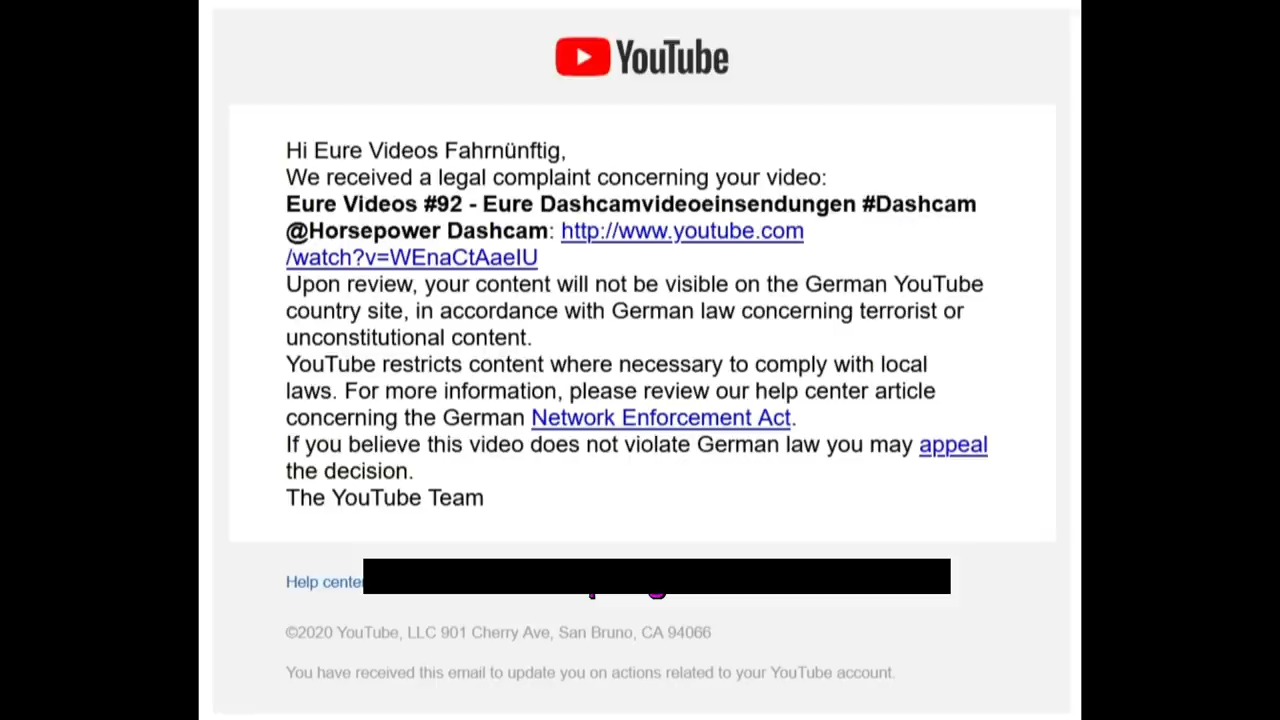 YouTube
Hi Eure Videos Fahrnünftig,
We received a legal complaint concerning your video:
Eure Videos #92 - Eure Dashcamvideoeinsendungen #Dashcam
@Horsepower Dashcam: http://www.youtube.com
/watch?v=WEnaCtAaeIU
Upon review, your content will not be visible on the German YouTube
country site, in accordance with German law concerning terrorist or
unconstitutional content.
YouTube restricts content where necessary to comply with local
laws. For more information, please review our help center article
concerning the German Network Enforcement Act.
If you believe this video does not violate German law you may appeal
the decision.
The YouTube Team
Help cente
©2020 YouTube, LLC 901 Cherry Ave, San Bruno, CA 94066
You have received this email to update you on actions related to your YouTube account.